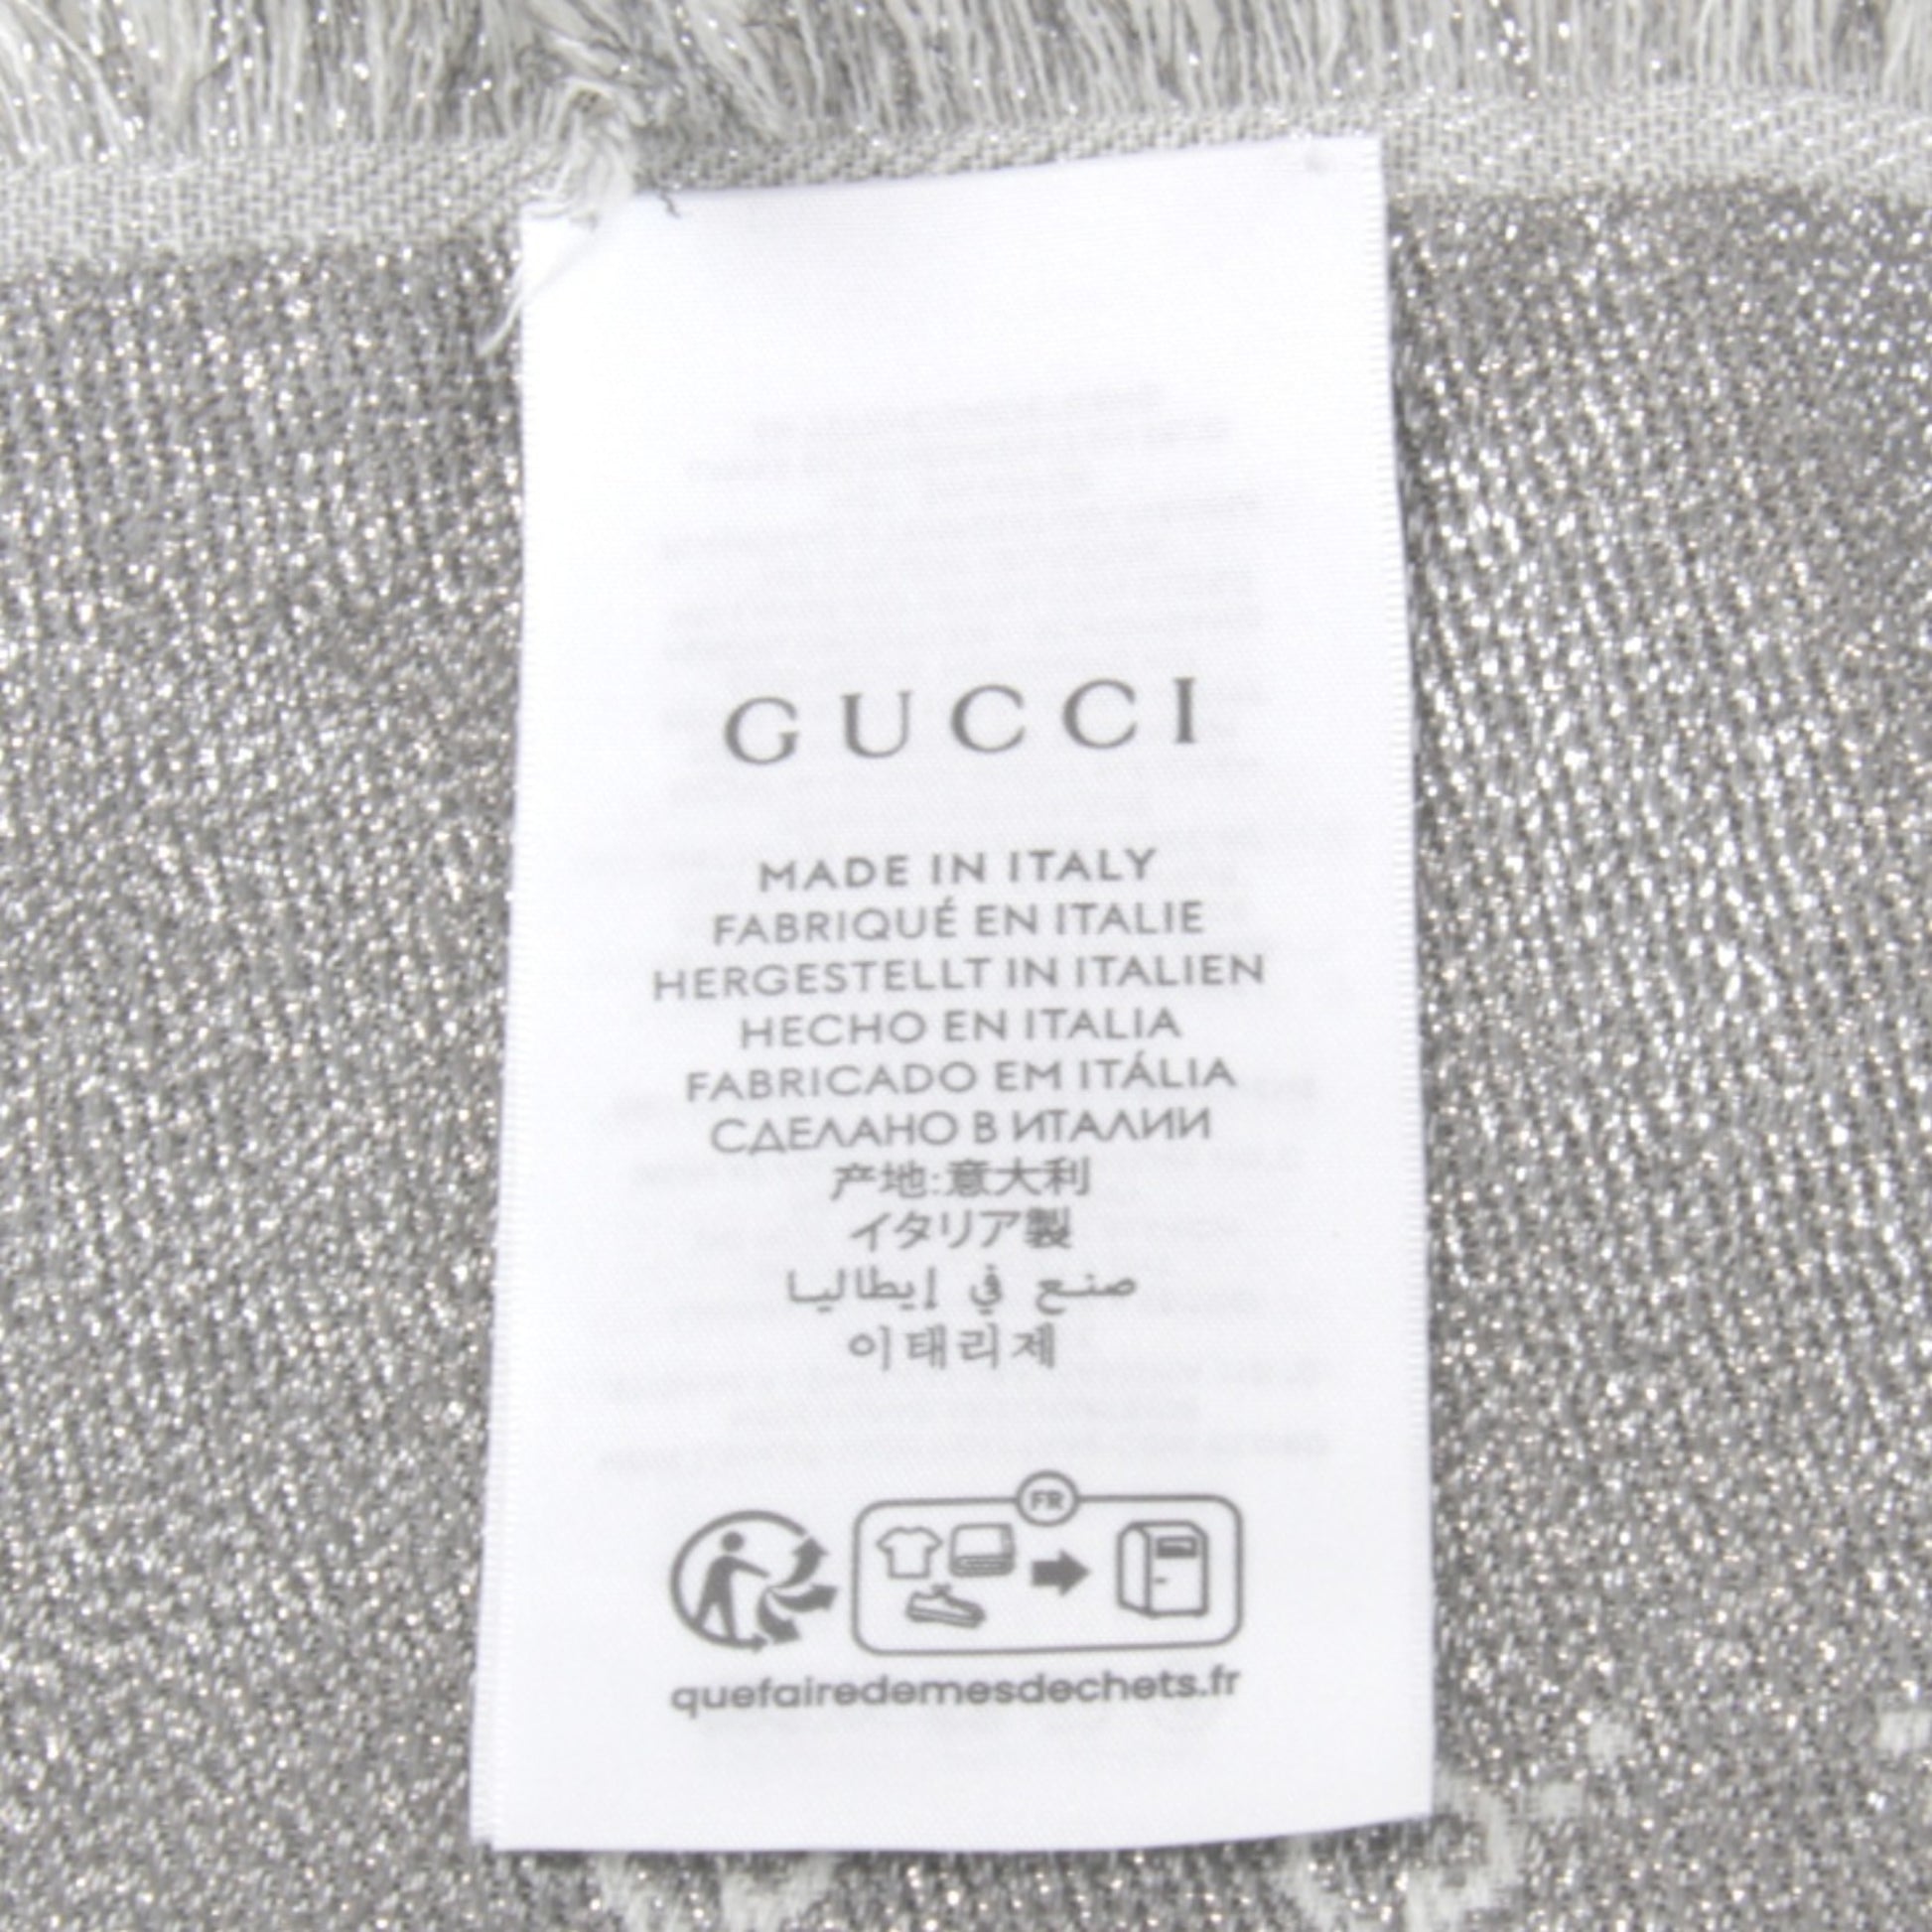 GUCCI
MADE IN ITALY
FABRIQUÉ EN ITALIE
HERGESTELLT IN ITALIEN
HECHO EN ITALIA
FABRICADO EM ITÁLIA
СДЕЛАНО В ИТАЛИИ
产地:意大利
イタリア製
صنع في إيطاليا
이태리제
FR
quefairedemesdechets.fr